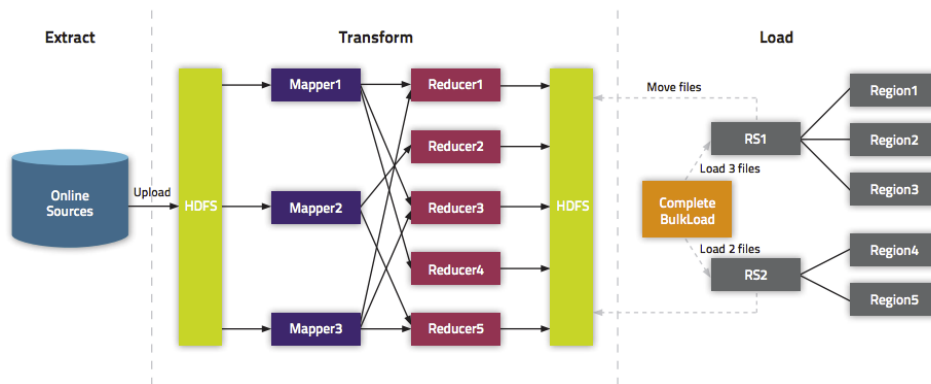 Extract
Transform
Load
Online
Sources
Upload
HDFS
Mapper1
Mapper2
Mapper3
Reducer1
Reducer2
Reducer3
Reducer4
Reducer5
HDFS
Move files
RS1
Load 3 files
Complete
BulkLoad
Load 2 files
RS2
Region1
Region2
Region3
Region4
Region5